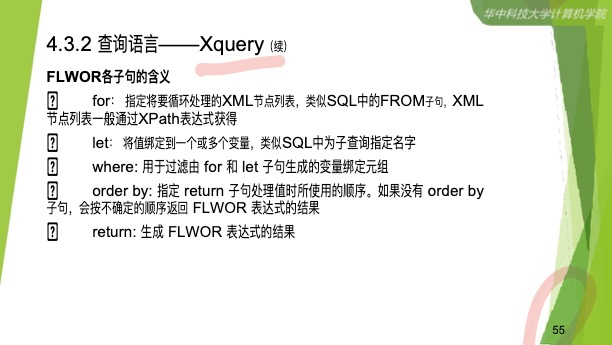 华中科技大学计算机学院
4.3.2 查询语言——Xquery (续)
FLWOR各子句的含义
for： 指定将要循环处理的XML节点列表，类似SQL中的FROM子句，XML
节点列表一般通过XPath表达式获得
let： 将值绑定到一个或多个变量，类似SQL中为子查询指定名字
where: 用于过滤由 for 和 let 子句生成的变量绑定元组
order by: 指定 return 子句处理值时所使用的顺序。如果没有 order by
子句，会按不确定的顺序返回 FLWOR 表达式的结果
return: 生成 FLWOR 表达式的结果
55